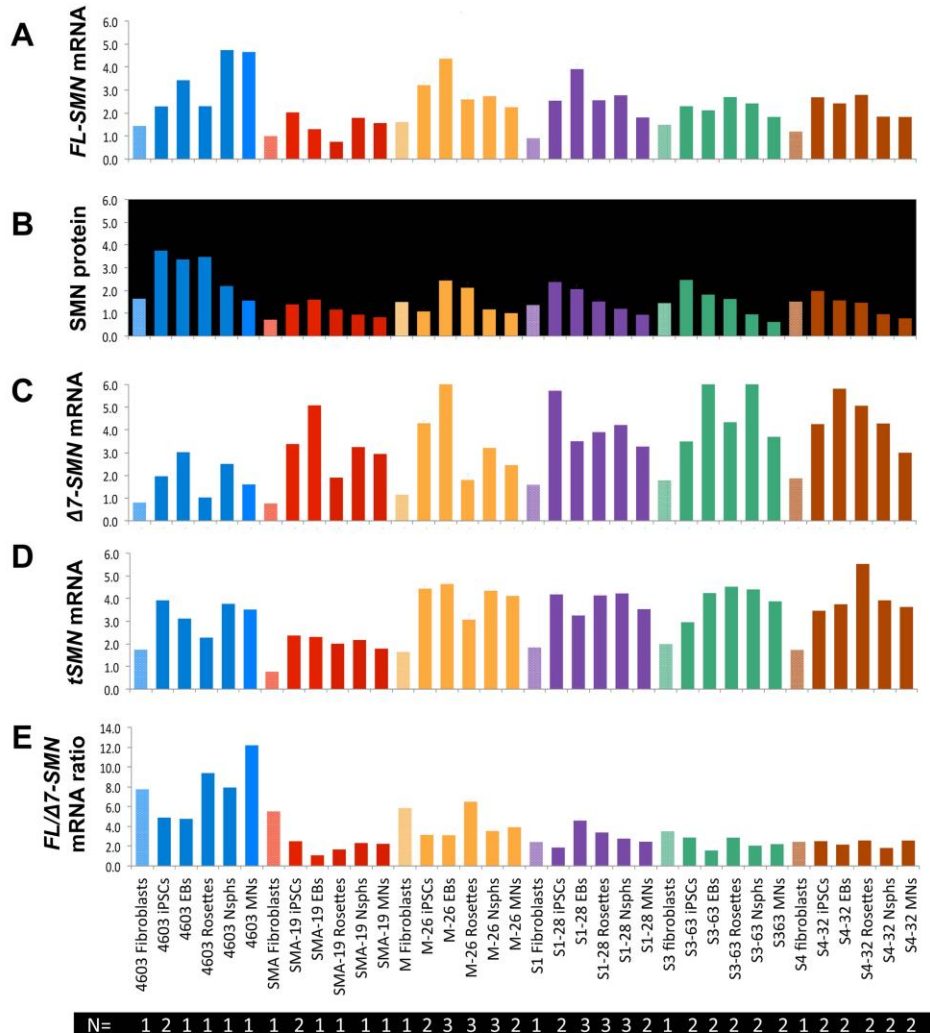 A
FL-SMN mRNA
6.0
5.0
4.0
3.0
2.0
1.0
0.0
B
SMN protein
6.0
5.0
4.0
3.0
2.0
1.0
0.0
C
Δ7-SMN mRNA
6.0
5.0
4.0
3.0
2.0
1.0
0.0
D
tSMN mRNA
6.0
5.0
4.0
3.0
2.0
1.0
0.0
E
FL/Δ7-SMN
mRNA ratio
14.0
12.0
10.0
8.0
6.0
4.0
2.0
0.0
4603 Fibroblasts
4603 iPSCs
4603 EBs
4603 Rosettes
4603 Nsphs
4603 MNs
SMA Fibroblasts
SMA-19 iPSCs
SMA-19 EBs
SMA-19 Rosettes
SMA-19 Nsphs
SMA-19 MNs
M Fibroblasts
M-26 iPSCs
M-26 EBs
M-26 Rosettes
M-26 Nsphs
M-26 MNs
S1 Fibroblasts
S1-28 iPSCs
S1-28 EBs
S1-28 Rosettes
S1-28 Nsphs
S1-28 MNs
S3 fibroblasts
S3-63 iPSCs
S3-63 EBs
S3-63 Rosettes
S3-63 Nsphs
S363 MNs
S4 fibroblasts
S4-32 iPSCs
S4-32 EBs
S4-32 Rosettes
S4-32 Nsphs
S4-32 MNs
N= 1 2 1 1 1 1 1 2 1 1 1 1 1 2 3 3 3 2 1 2 3 3 3 2 1 2 2 2 2 2 1 2 2 2 2 2